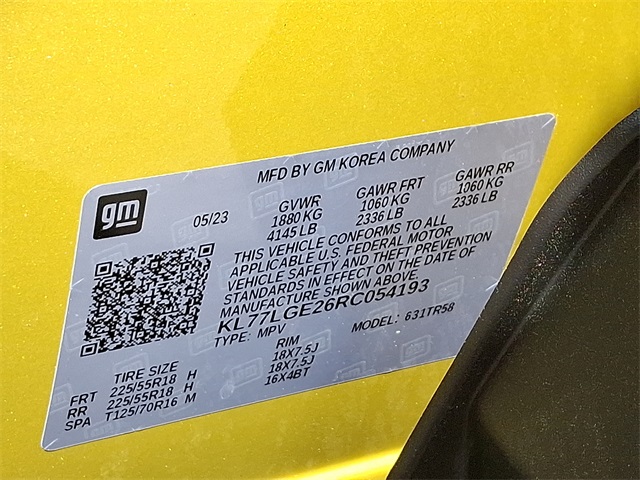 MFD BY GM KOREA COMPANY
gm
05/23
GVWR
1880 KG
4145 LB
GAWR FRT
1060 KG
2336 LB
GAWR RR
1060 KG
2336 LB
THIS VEHICLE CONFORMS TO ALL
APPLICABLE U.S. FEDERAL MOTOR
VEHICLE SAFETY AND THEFT PREVENTION
STANDARDS IN EFFECT ON THE DATE OF
MANUFACTURE SHOWN ABOVE.
KL77LGE26RC054193
TYPE: MPV MODEL: 631TR58
TIRE SIZE RIM
FRT 225/55R18 H 18X7.5J
RR 225/55R18 H 18X7.5J
SPA T125/70R16 M 16X4BT